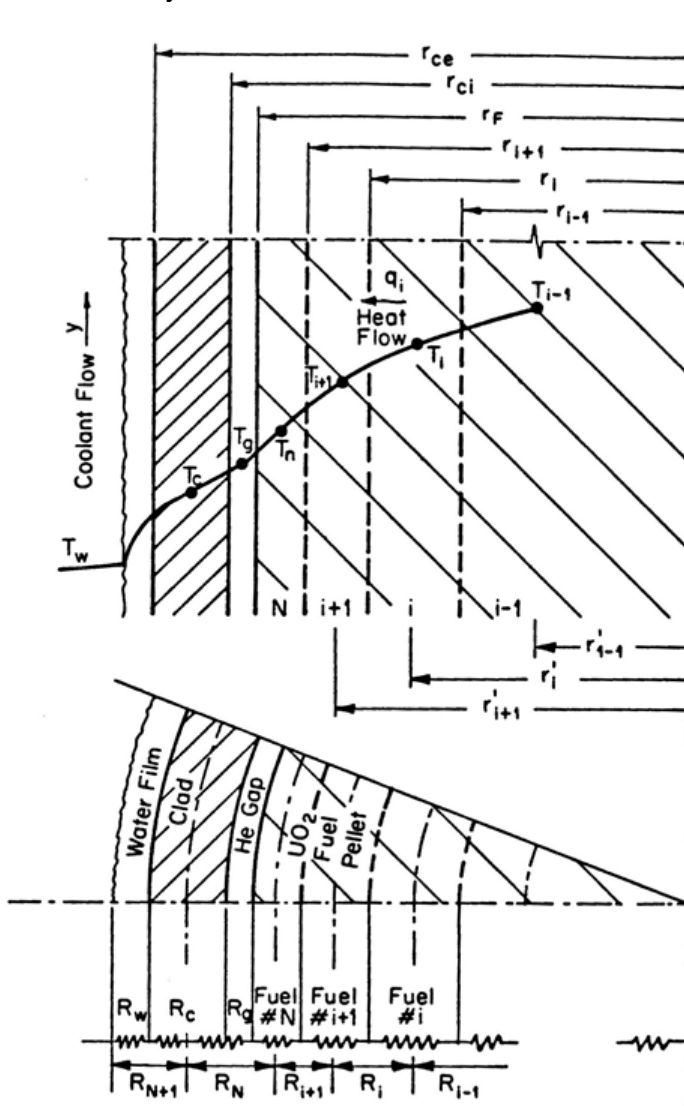 r_ce
r_ci
r_F
r_i+1
r_i
r_i-1
q_i
Heat
Flow
T_i-1
T_i
T_i+1
T_n
T_g
T_c
T_w
Coolant Flow
y
N i+1 i i-1
r'_1-1
r'_i
r'_i+1
Water Film
Clad
He Gap
UO₂
Fuel
Pellet
R_w R_c R_g
Fuel
#N
Fuel
#i+1
Fuel
#i
R_N+1 R_N R_i+1 R_i R_i-1